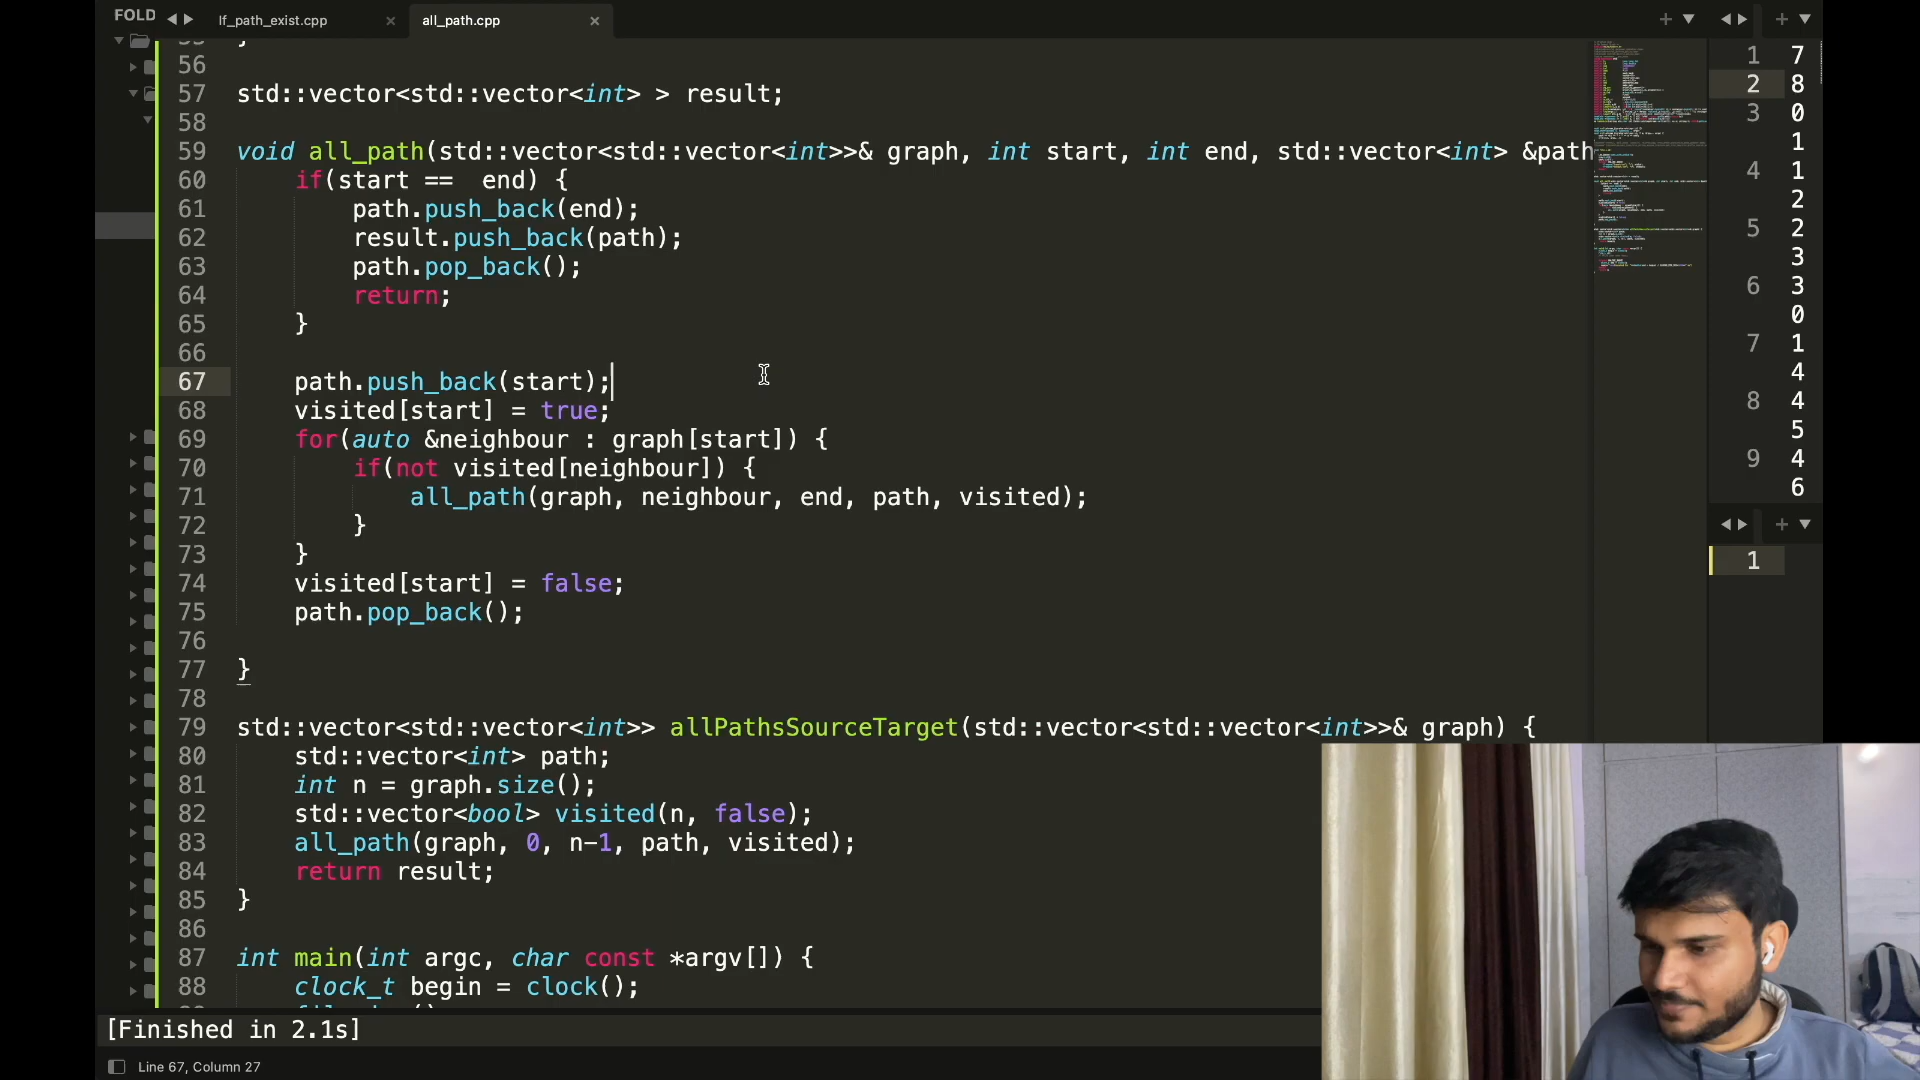 FOLD
lf_path_exist.cpp
all_path.cpp
56
57 std::vector<std::vector<int> > result;
58
59 void all_path(std::vector<std::vector<int>>& graph, int start, int end, std::vector<int> &path
60 if(start ==  end) {
61 path.push_back(end);
62 result.push_back(path);
63 path.pop_back();
64 return;
65 }
66
67 path.push_back(start);
68 visited[start] = true;
69 for(auto &neighbour : graph[start]) {
70 if(not visited[neighbour]) {
71 all_path(graph, neighbour, end, path, visited);
72 }
73 }
74 visited[start] = false;
75 path.pop_back();
76
77 }
78
79 std::vector<std::vector<int>> allPathsSourceTarget(std::vector<std::vector<int>>& graph) {
80 std::vector<int> path;
81 int n = graph.size();
82 std::vector<bool> visited(n, false);
83 all_path(graph, 0, n-1, path, visited);
84 return result;
85 }
86
87 int main(int argc, char const *argv[]) {
88 clock_t begin = clock();
[Finished in 2.1s]
Line 67, Column 27
1 7
2 8
3 0
1
4 1
2
5 2
3
6 3
0
7 1
4
8 4
5
9 4
6
1